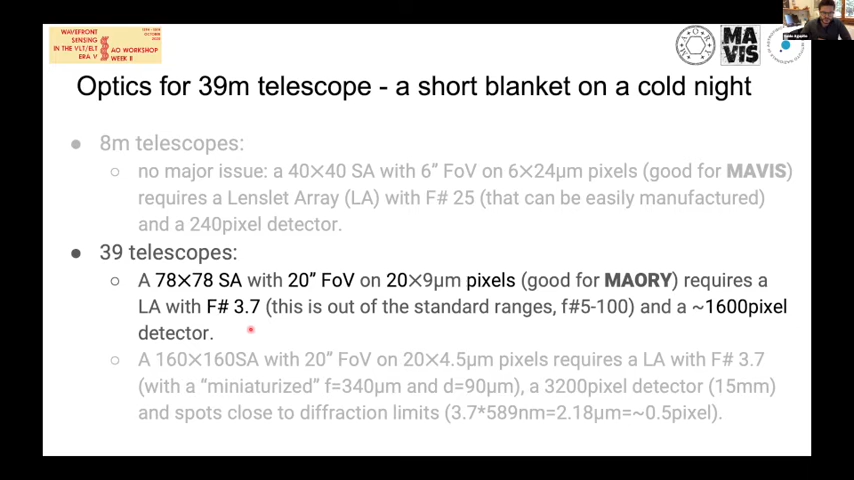 WAVEFRONT
SENSING
IN THE VLT/ELT
ERA V
AO WORKSHOP
WEEK II
MAORY
MA
VIS
Optics for 39m telescope - a short blanket on a cold night
● 8m telescopes:
○ no major issue: a 40×40 SA with 6” FoV on 6×24µm pixels (good for MAVIS)
requires a Lenslet Array (LA) with F# 25 (that can be easily manufactured)
and a 240pixel detector.
● 39 telescopes:
○ A 78×78 SA with 20” FoV on 20×9µm pixels (good for MAORY) requires a
LA with F# 3.7 (this is out of the standard ranges, f#5-100) and a ~1600pixel
detector.
○ A 160×160SA with 20” FoV on 20×4.5µm pixels requires a LA with F# 3.7
(with a “miniaturized” f=340µm and d=90µm), a 3200pixel detector (15mm)
and spots close to diffraction limits (3.7*589nm=2.18µm=~0.5pixel).